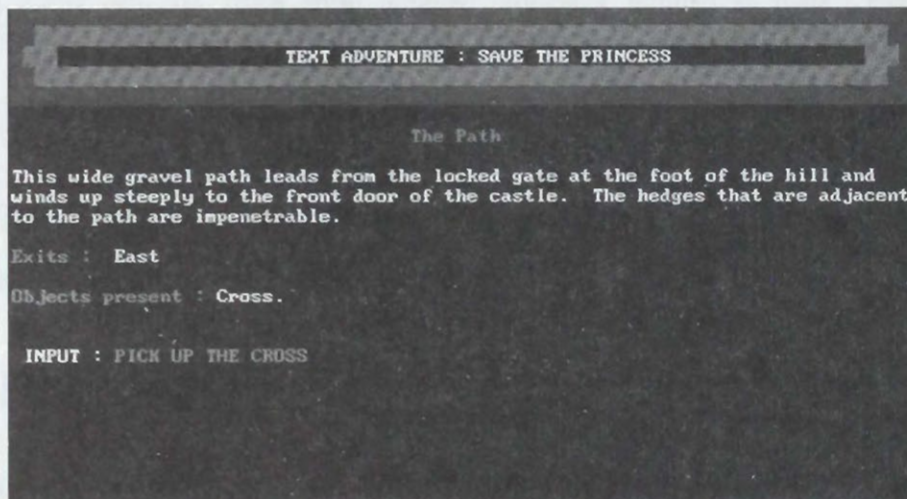 TEXT ADVENTURE : SAVE THE PRINCESS
The Path
This wide gravel path leads from the locked gate at the foot of the hill and
winds up steeply to the front door of the castle. The hedges that are adjacent
to the path are impenetrable.
Exits : East
Objects present : Cross.
INPUT : PICK UP THE CROSS